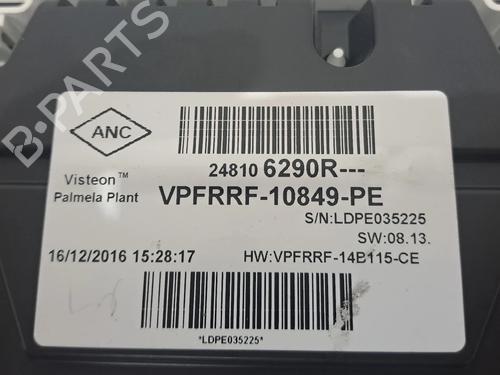 B-PARTS
ANC
24810 6290R---
Visteon™
Palmela Plant
VPFRRF-10849-PE
S/N:LDPE035225
SW:08.13.
16/12/2016 15:28:17
HW:VPFRRF-14B115-CE
*LDPE035225*